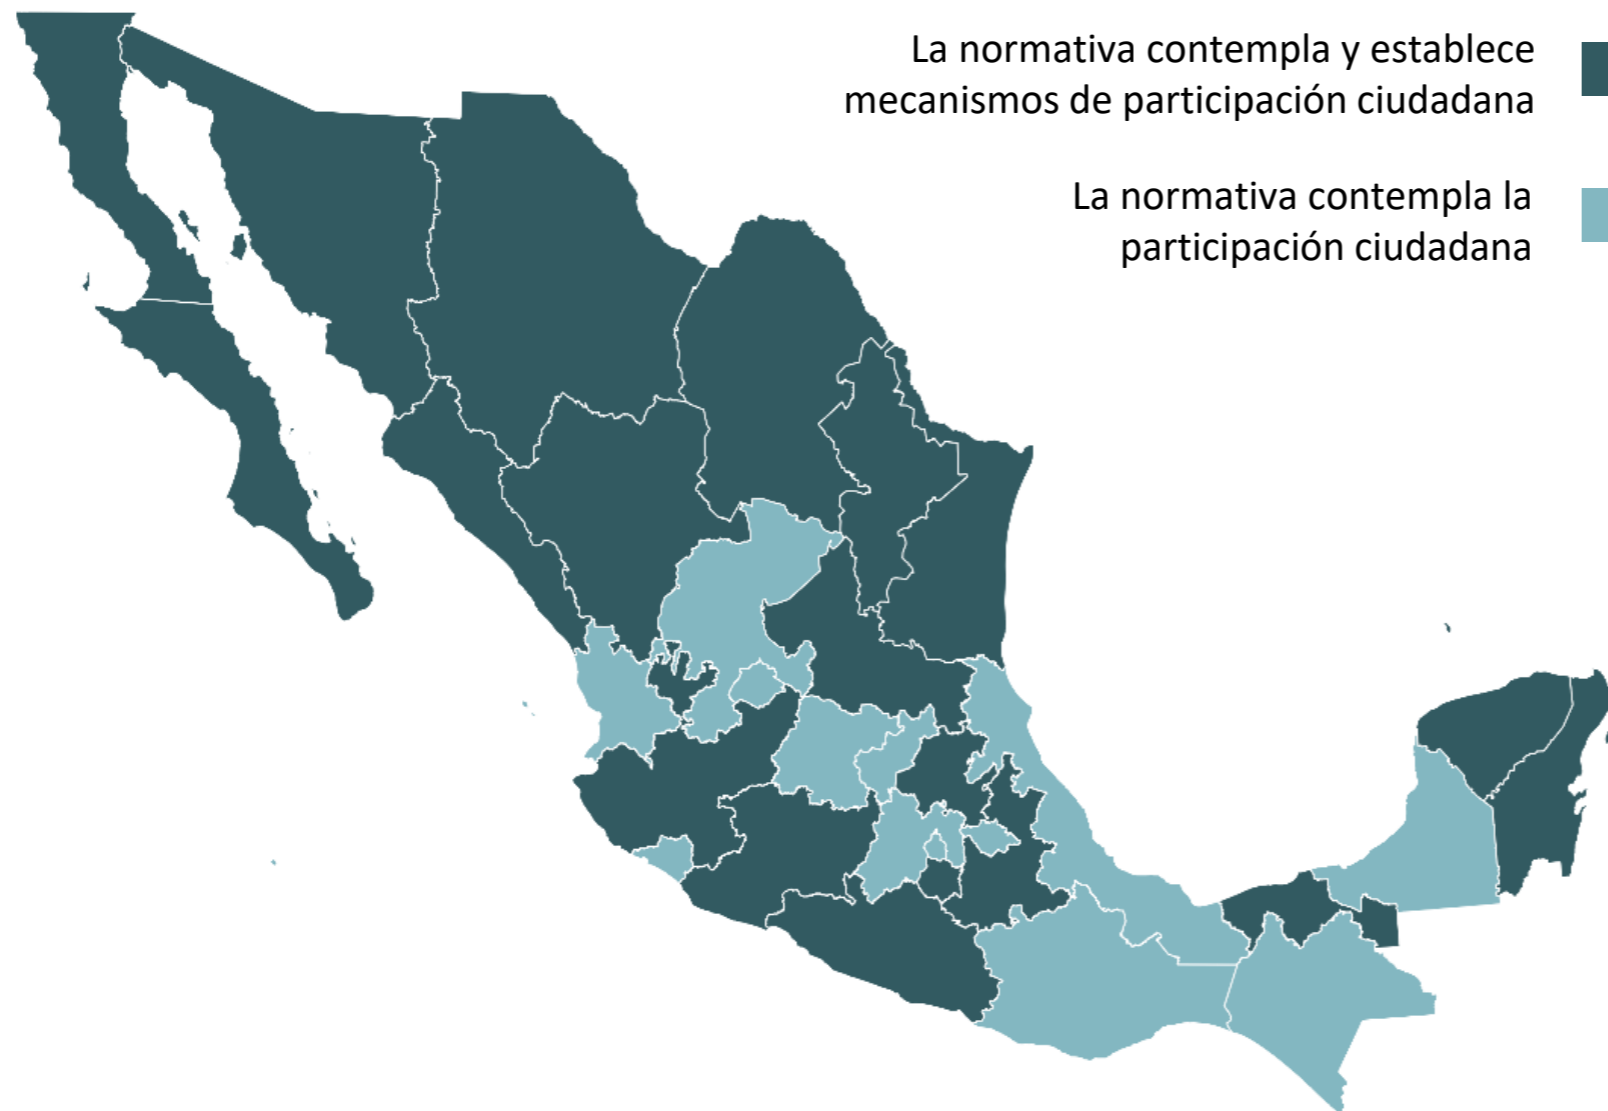 La normativa contempla y establece
mecanismos de participación ciudadana
La normativa contempla la
participación ciudadana